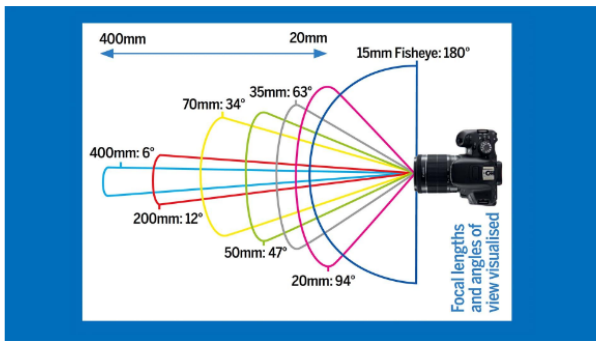 400mm
20mm
15mm Fisheye: 180°
35mm: 63°
70mm: 34°
400mm: 6°
200mm: 12°
50mm: 47°
20mm: 94°
Focal lengths
and angles of
view visualised